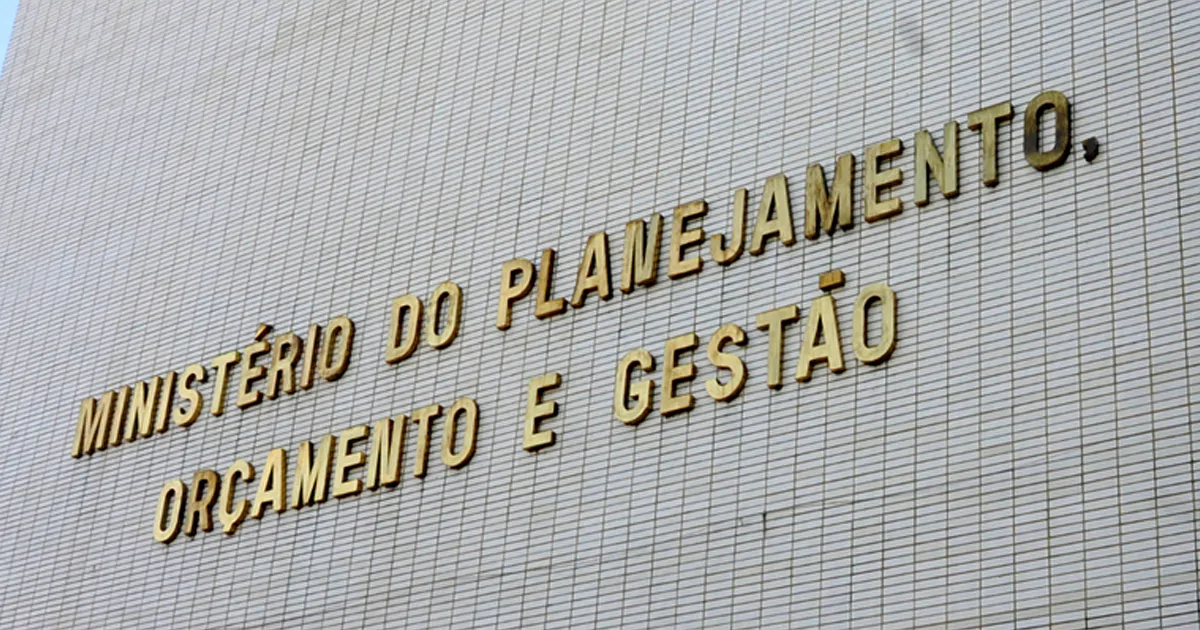 MINISTÉRIO DO PLANEJAMENTO,
ORÇAMENTO E GESTÃO